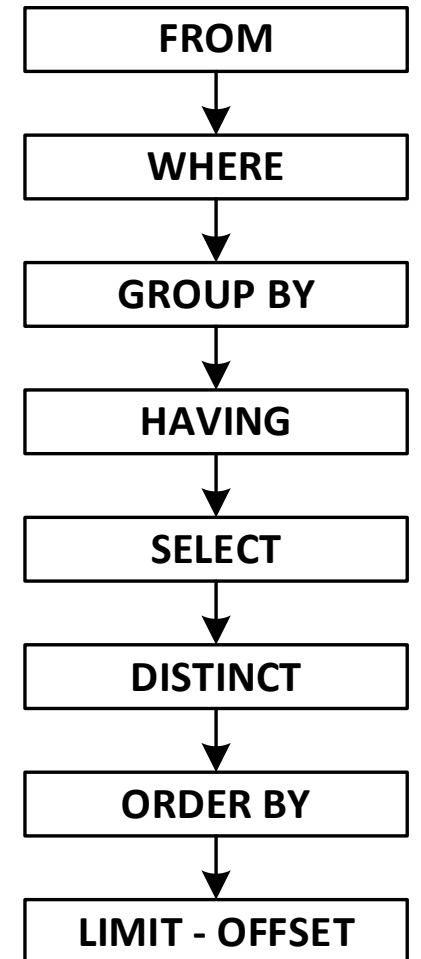 FROM
WHERE
GROUP BY
HAVING
SELECT
DISTINCT
ORDER BY
LIMIT - OFFSET